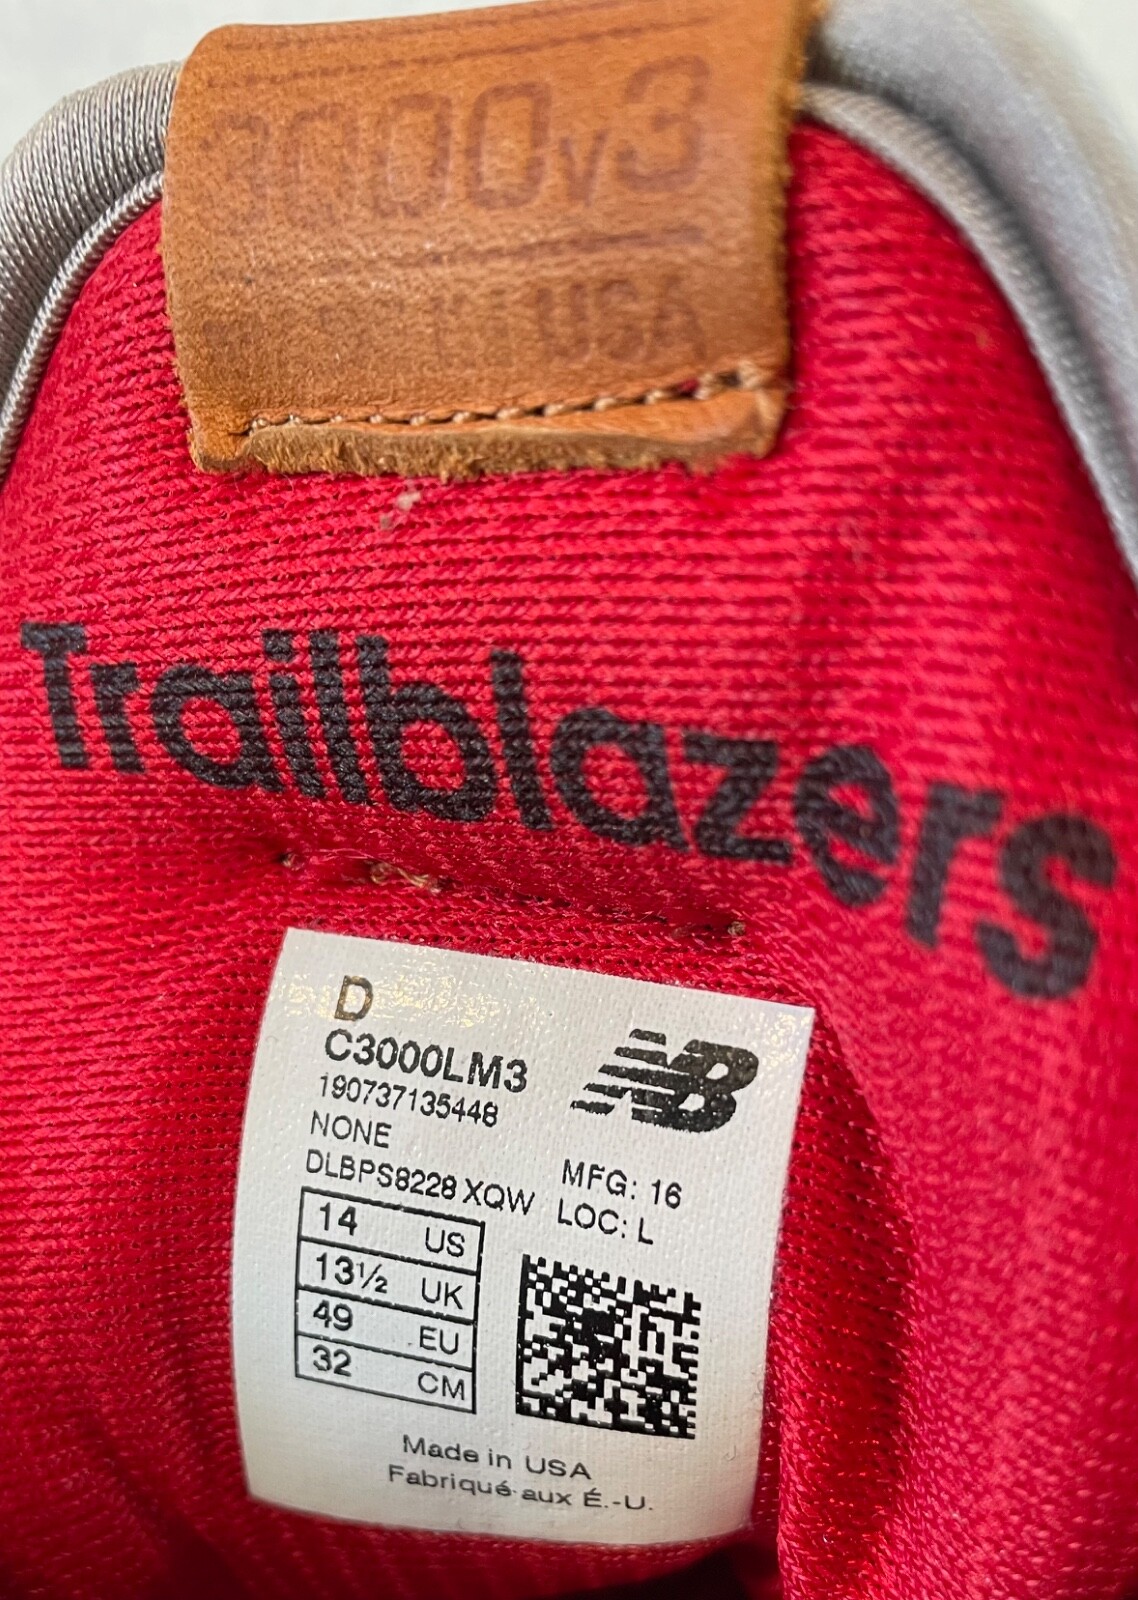 3000v3
USA
Trailblazers
D
C3000LM3
190737135448
NONE
DLBPS8228 XQW
NB
MFG: 16
LOC: L
14 US
13½ UK
49 EU
32 CM
Made in USA
Fabriqué aux É.-U.